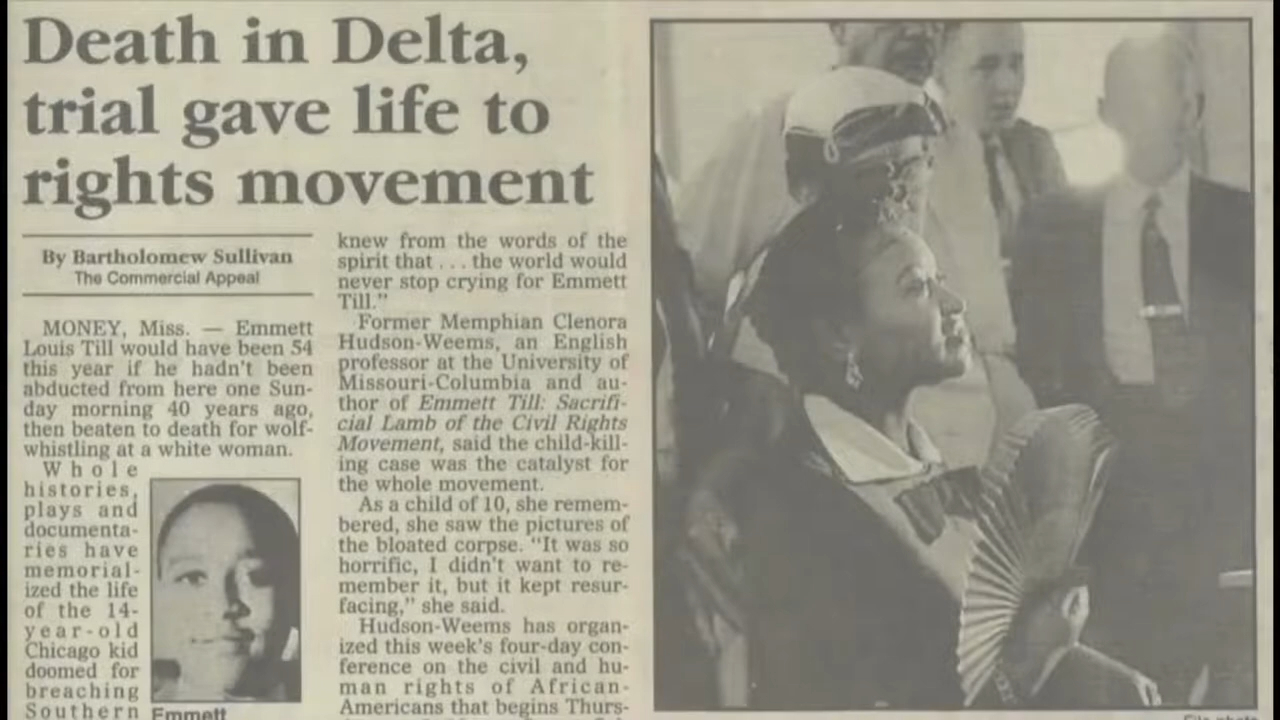 Death in Delta,
trial gave life to
rights movement
By Bartholomew Sullivan
The Commercial Appeal
MONEY, Miss. — Emmett
Louis Till would have been 54
this year if he hadn't been
abducted from here one Sun-
day morning 40 years ago,
then beaten to death for wolf-
whistling at a white woman.
Whole
histories,
plays and
documenta-
ries have
memorial-
ized the life
of the 14-
year-old
Chicago kid
doomed for
breaching
Southern
Emmett
knew from the words of the
spirit that . . . the world would
never stop crying for Emmett
Till."
Former Memphian Clenora
Hudson-Weems, an English
professor at the University of
Missouri-Columbia and au-
thor of Emmett Till: Sacrifi-
cial Lamb of the Civil Rights
Movement, said the child-kill-
ing case was the catalyst for
the whole movement.
As a child of 10, she remem-
bered, she saw the pictures of
the bloated corpse. "It was so
horrific, I didn't want to re-
member it, but it kept resur-
facing," she said.
Hudson-Weems has organ-
ized this week's four-day con-
ference on the civil and hu-
man rights of African-
Americans that begins Thurs-
File photo